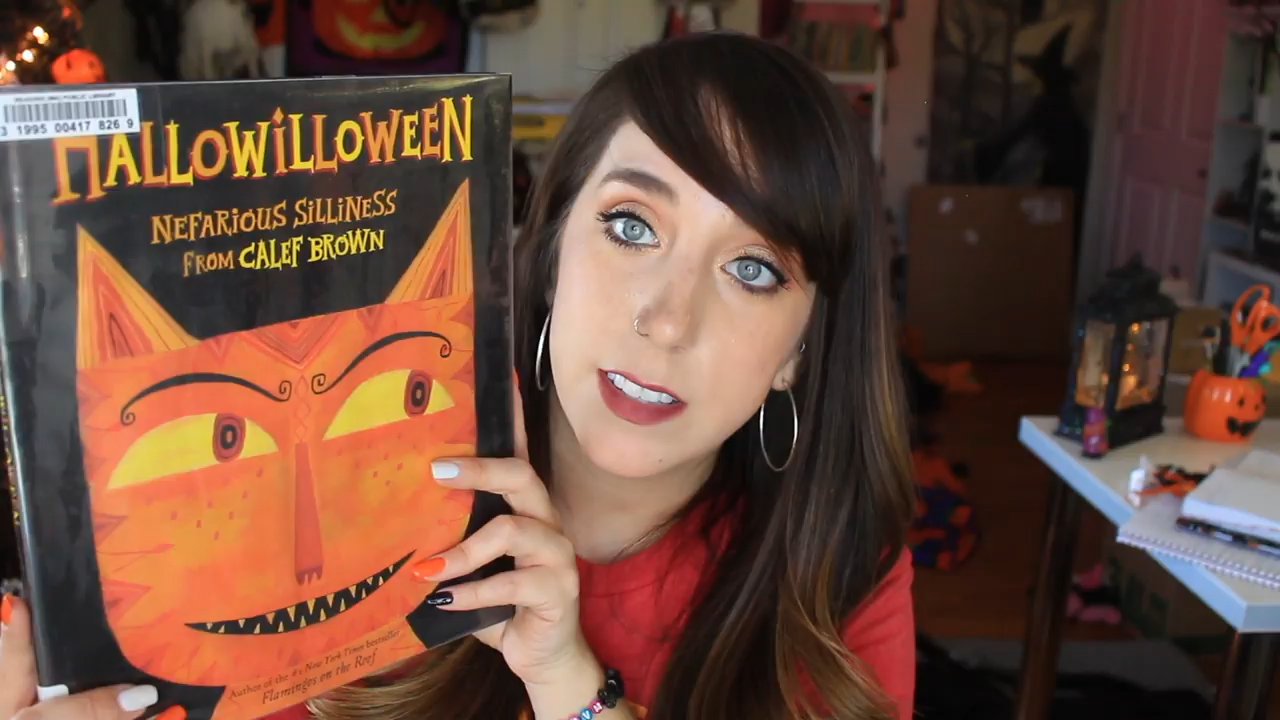 3 1995 00417 826 9
HALLOWiLLOWEEN
NEFARiOUS SiLLiNESS
FROM CALEF BROWN
Author of the #1 New York Times bestseller
Flamingos on the Roof